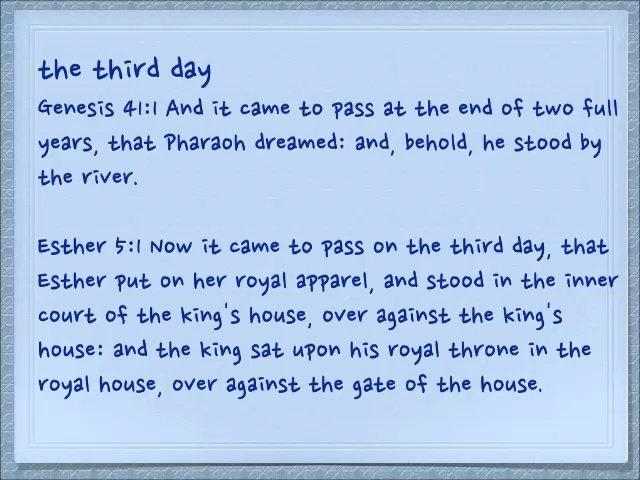 the third day
Genesis 41:1 And it came to pass at the end of two full
years, that Pharaoh dreamed: and, behold, he stood by
the river.
Esther 5:1 Now it came to pass on the third day, that
Esther put on her royal apparel, and stood in the inner
court of the king's house, over against the king's
house: and the king sat upon his royal throne in the
royal house, over against the gate of the house.